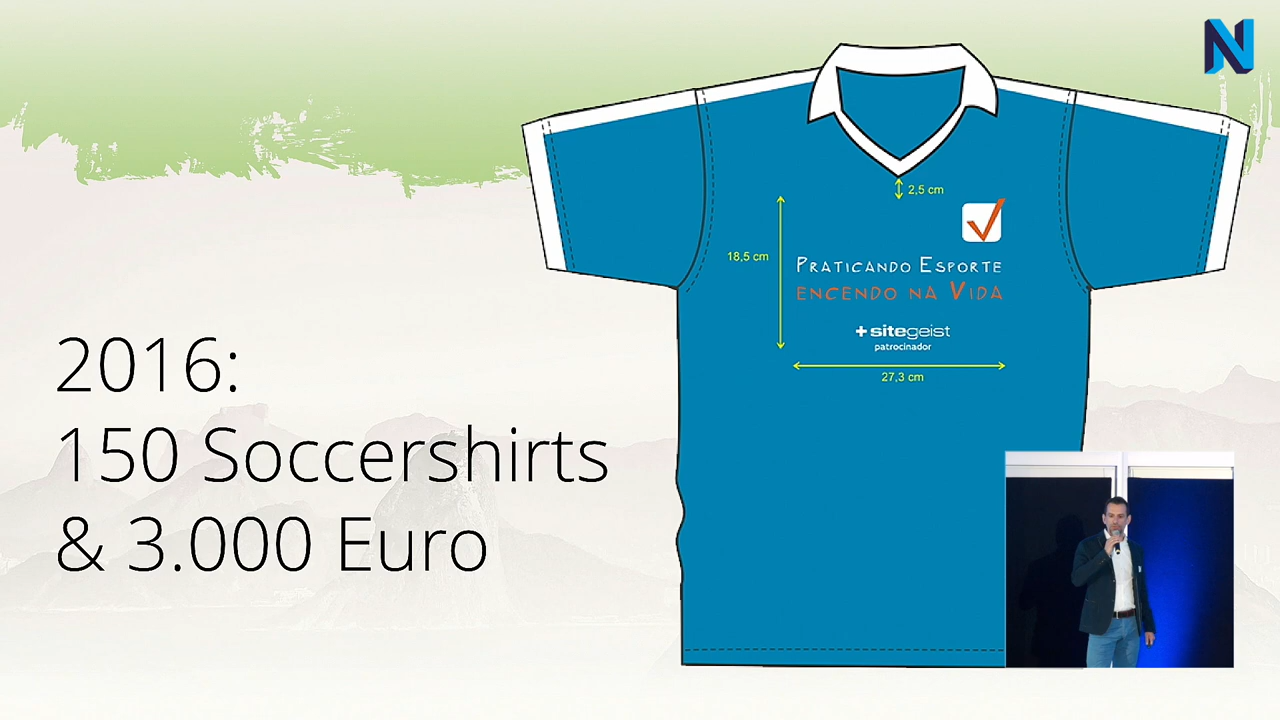 2016:
150 Soccershirts
& 3.000 Euro
2,5 cm
18,5 cm
PRATICANDO ESPORTE
ENCENDO NA VIDA
+sitegeist
patrocinador
27,3 cm
N